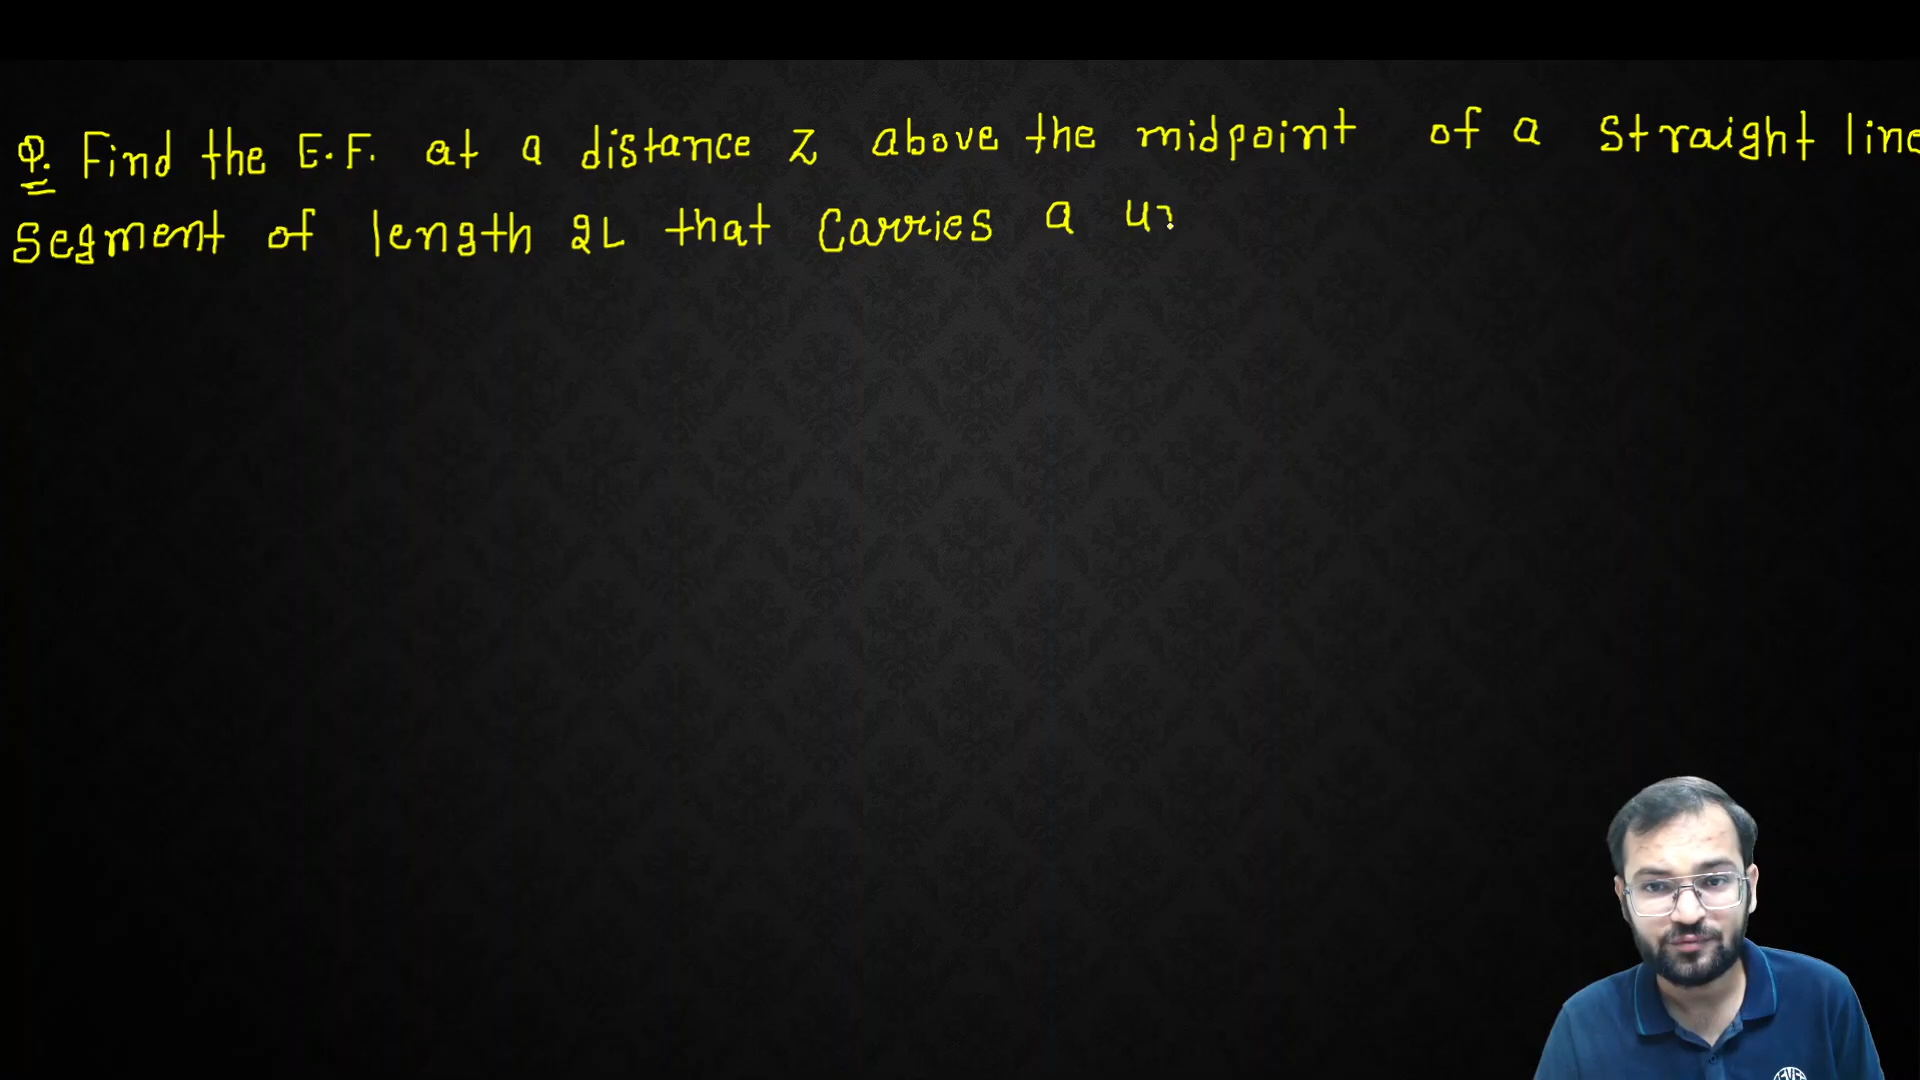 Q. Find the E.F. at a distance z above the midpoint of a straight line
segment of length 2L that carries a